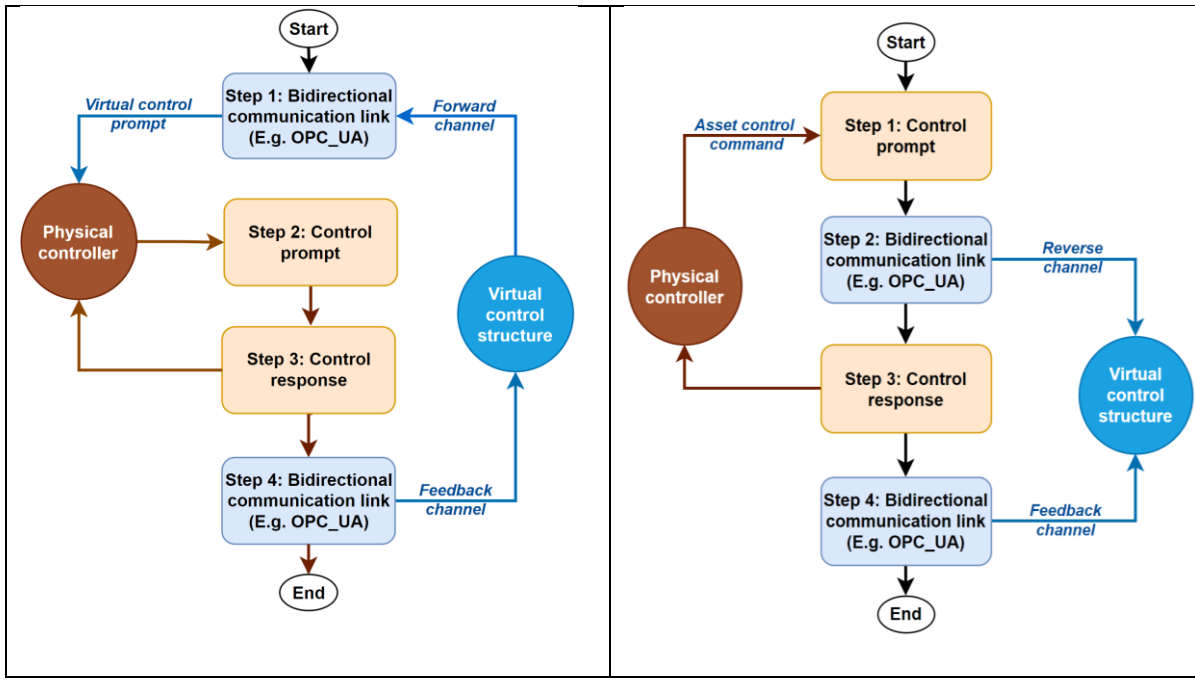 Start
Step 1: Bidirectional
communication link
(E.g. OPC_UA)
Virtual control
prompt
Forward
channel
Physical
controller
Step 2: Control
prompt
Virtual
control
structure
Step 3: Control
response
Step 4: Bidirectional
communication link
(E.g. OPC_UA)
Feedback
channel
End
Start
Asset control
command
Step 1: Control
prompt
Step 2: Bidirectional
communication link
(E.g. OPC_UA)
Reverse
channel
Physical
controller
Step 3: Control
response
Virtual
control
structure
Step 4: Bidirectional
communication link
(E.g. OPC_UA)
Feedback
channel
End